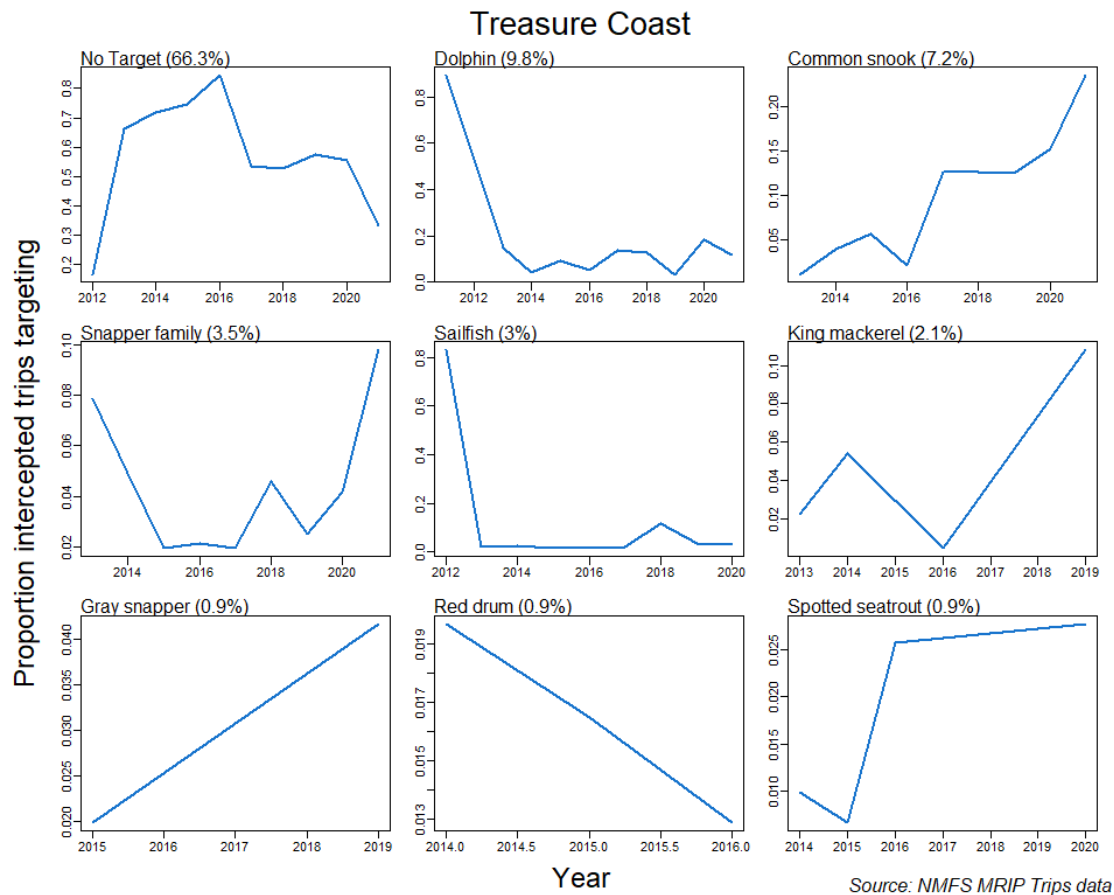 Treasure Coast
Proportion intercepted trips targeting
No Target (66.3%)
0.2 0.3 0.4 0.5 0.6 0.7 0.8
2012 2014 2016 2018 2020
Dolphin (9.8%)
0.0 0.2 0.4 0.6 0.8
2012 2014 2016 2018 2020
Common snook (7.2%)
0.05 0.10 0.15 0.20
2014 2016 2018 2020
Snapper family (3.5%)
0.02 0.04 0.06 0.08 0.10
2014 2016 2018 2020
Sailfish (3%)
0.0 0.2 0.4 0.6 0.8
2012 2014 2016 2018 2020
King mackerel (2.1%)
0.02 0.04 0.06 0.08 0.10
2013 2014 2015 2016 2017 2018 2019
Gray snapper (0.9%)
0.020 0.025 0.030 0.035 0.040
2015 2016 2017 2018 2019
Red drum (0.9%)
0.013 0.015 0.017 0.019
2014.0 2014.5 2015.0 2015.5 2016.0
Spotted seatrout (0.9%)
0.010 0.015 0.020 0.025
2014 2015 2016 2017 2018 2019 2020
Year
Source: NMFS MRIP Trips data